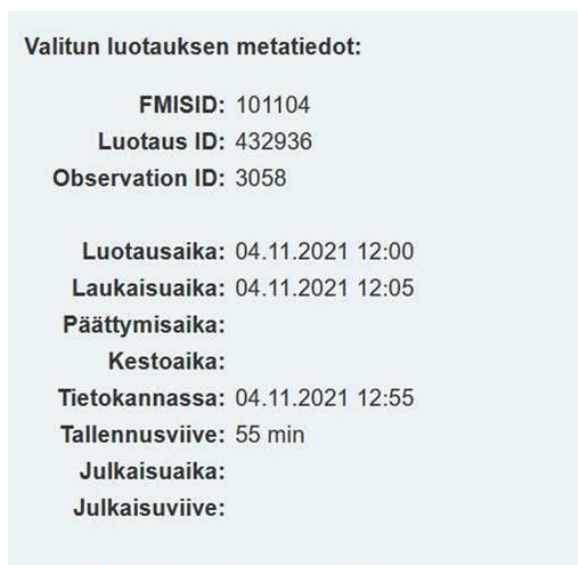 Valitun luotauksen metatiedot:
FMISID: 101104
Luotaus ID: 432936
Observation ID: 3058
Luotausaika: 04.11.2021 12:00
Laukaisuaika: 04.11.2021 12:05
Päättymisaika:
Kestoaika:
Tietokannassa: 04.11.2021 12:55
Tallennusviive: 55 min
Julkaisuaika:
Julkaisuviive: